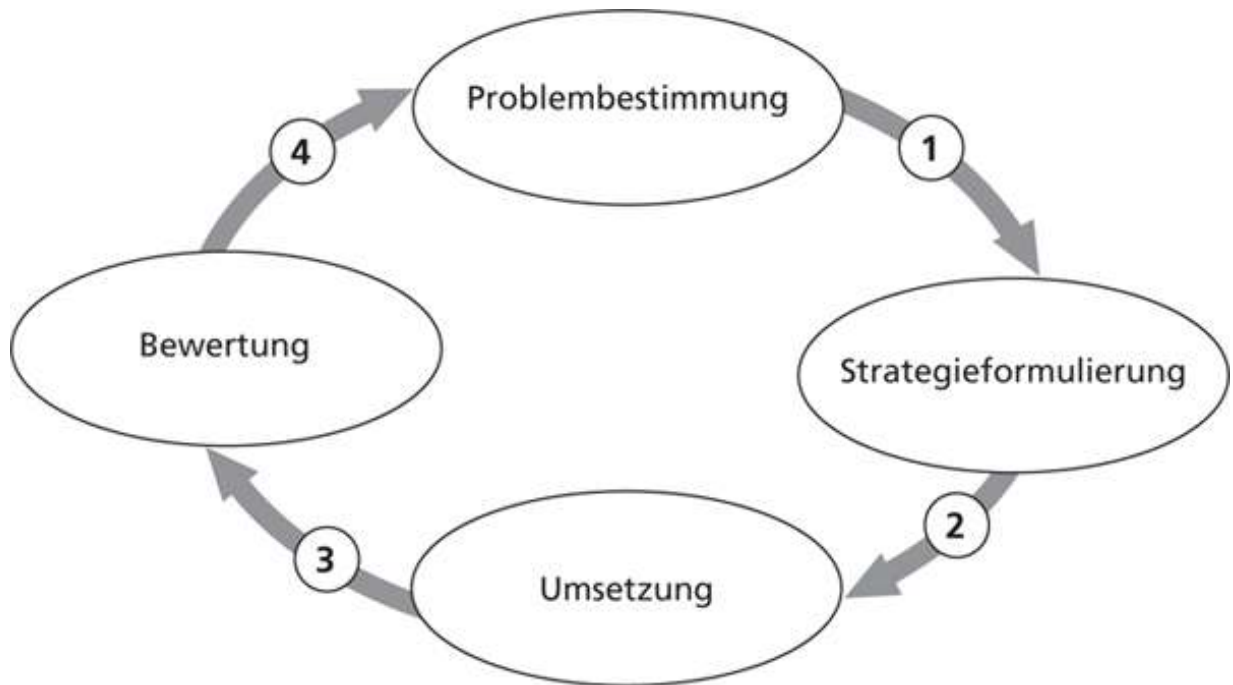 Problembestimmung
1
Strategieformulierung
2
Umsetzung
3
Bewertung
4